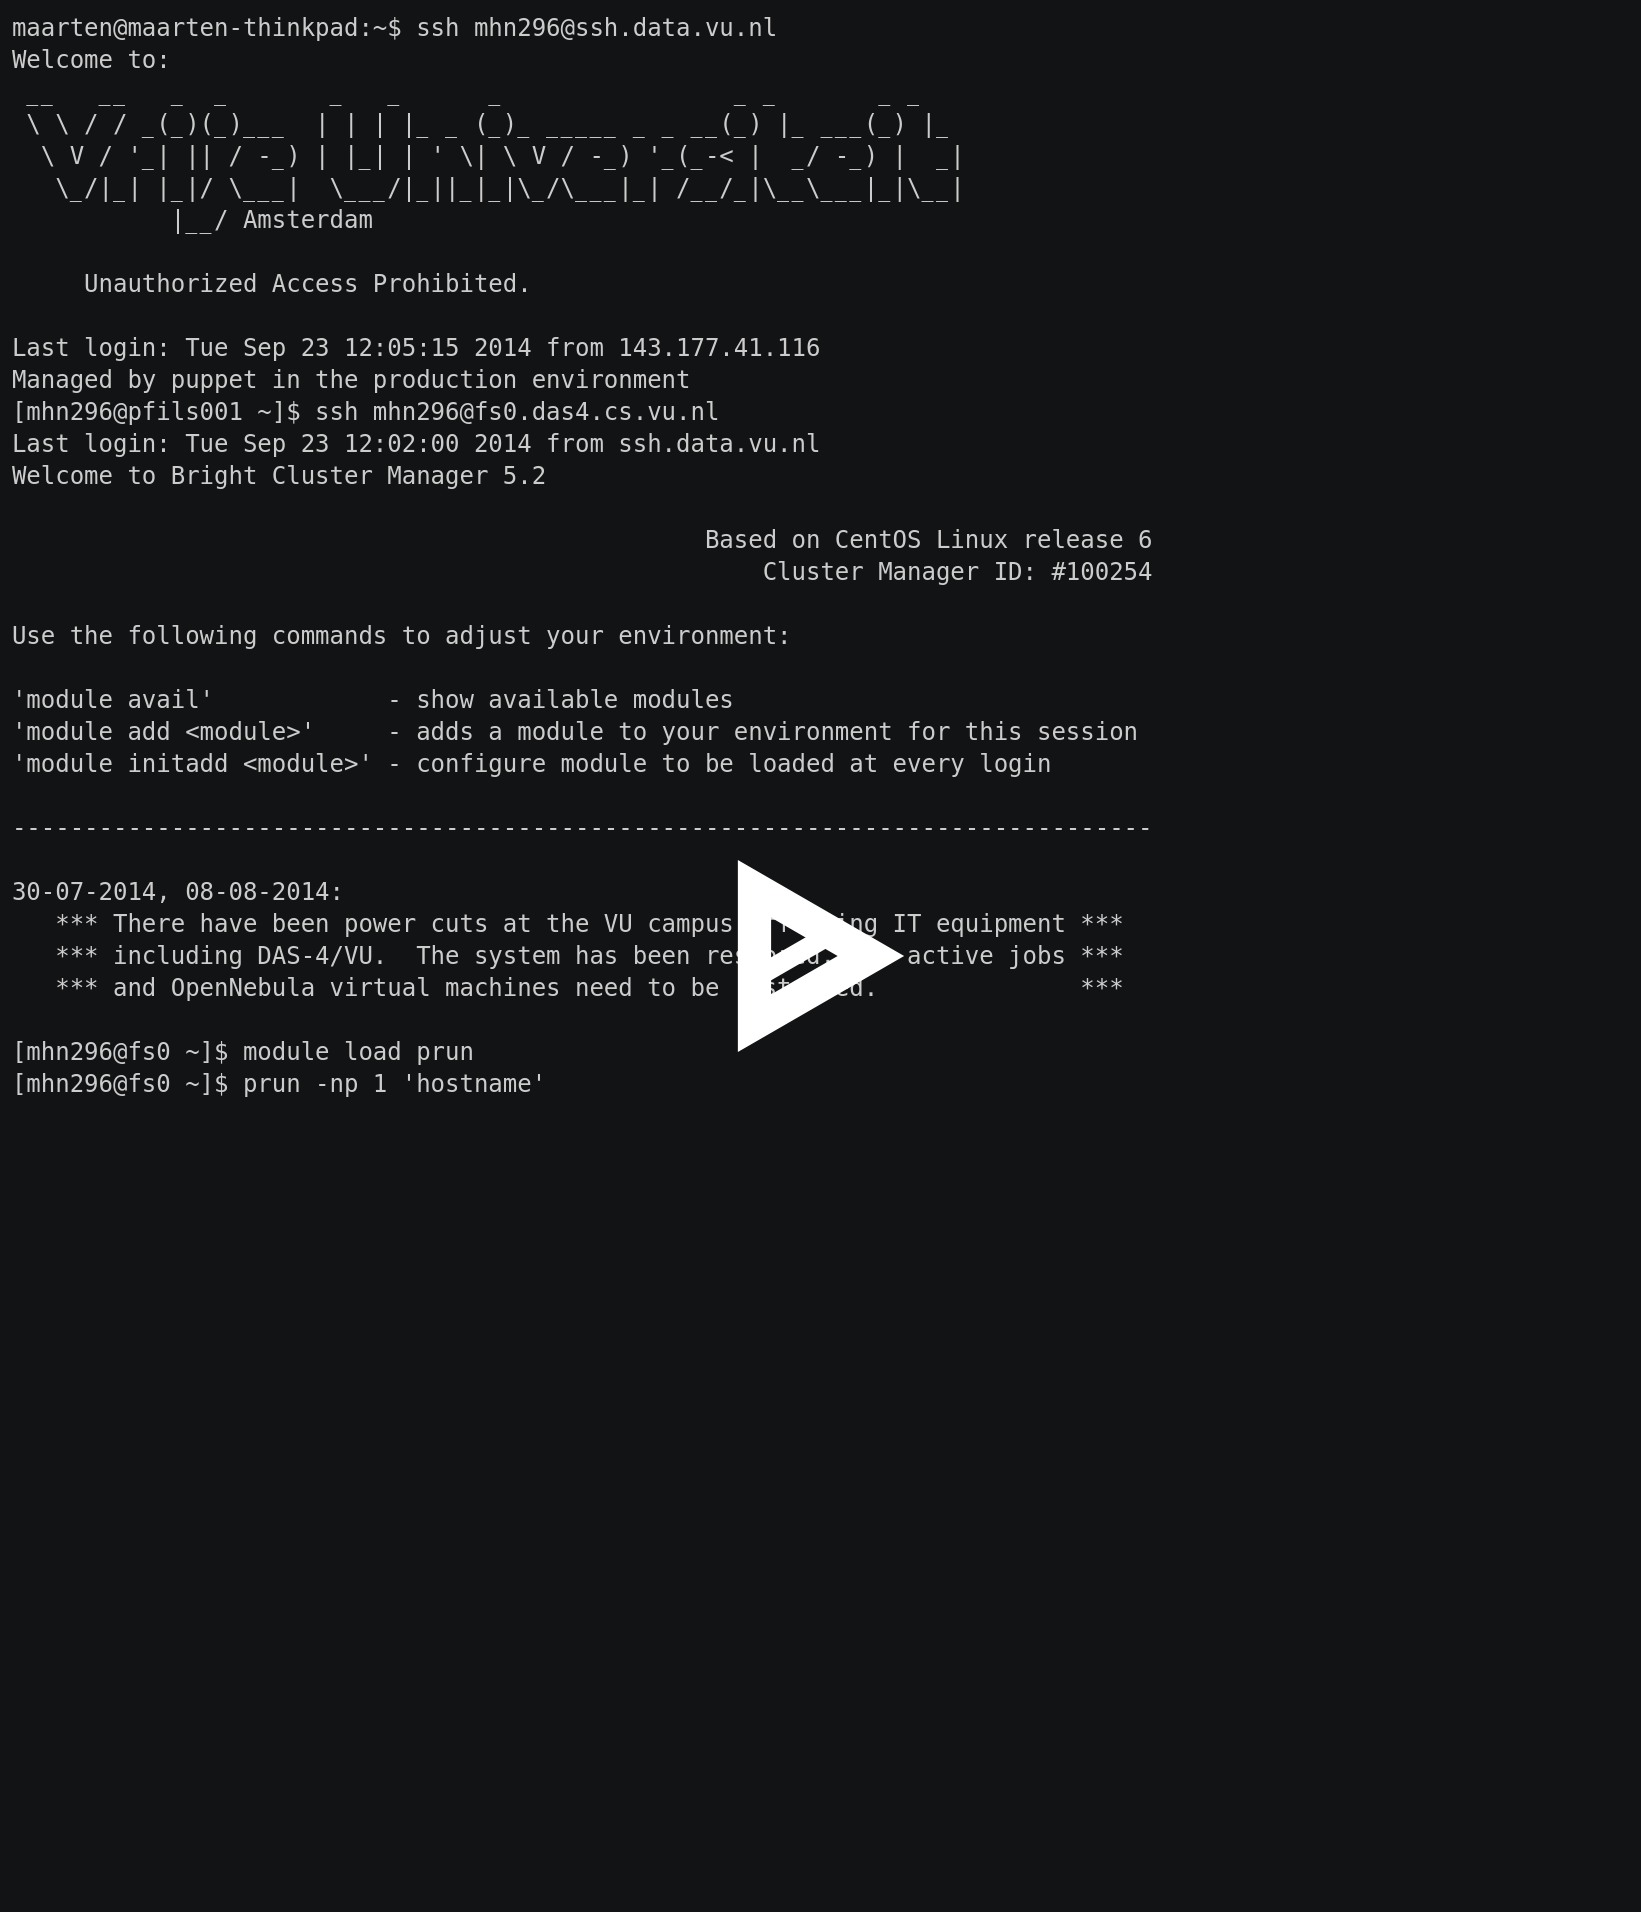 maarten@maarten-thinkpad:~$ ssh mhn296@ssh.data.vu.nl
Welcome to:
 __   __   _  _       _   _      _                _ _       _ _
 \ \ / / _(_)(_)___  | | | |_ _ (_)_ _____ _ _ __(_) |_ ___(_) |_
  \ V / '_| || / -_) | |_| | ' \| \ V / -_) '_(_-< |  _/ -_) |  _|
   \_/|_| |_|/ \___|  \___/|_||_|_|\_/\___|_| /__/_|\__\___|_|\__|
           |__/ Amsterdam
     Unauthorized Access Prohibited.
Last login: Tue Sep 23 12:05:15 2014 from 143.177.41.116
Managed by puppet in the production environment
[mhn296@pfils001 ~]$ ssh mhn296@fs0.das4.cs.vu.nl
Last login: Tue Sep 23 12:02:00 2014 from ssh.data.vu.nl
Welcome to Bright Cluster Manager 5.2
                                                Based on CentOS Linux release 6
                                                    Cluster Manager ID: #100254
Use the following commands to adjust your environment:
'module avail'            - show available modules
'module add <module>'     - adds a module to your environment for this session
'module initadd <module>' - configure module to be loaded at every login
-------------------------------------------------------------------------------
30-07-2014, 08-08-2014:
   *** There have been power cuts at the VU campus IT equipment ***
   *** including DAS-4/VU.  The system has been active jobs ***
   *** and OpenNebula virtual machines need to be ***
[mhn296@fs0 ~]$ module load prun
[mhn296@fs0 ~]$ prun -np 1 'hostname'